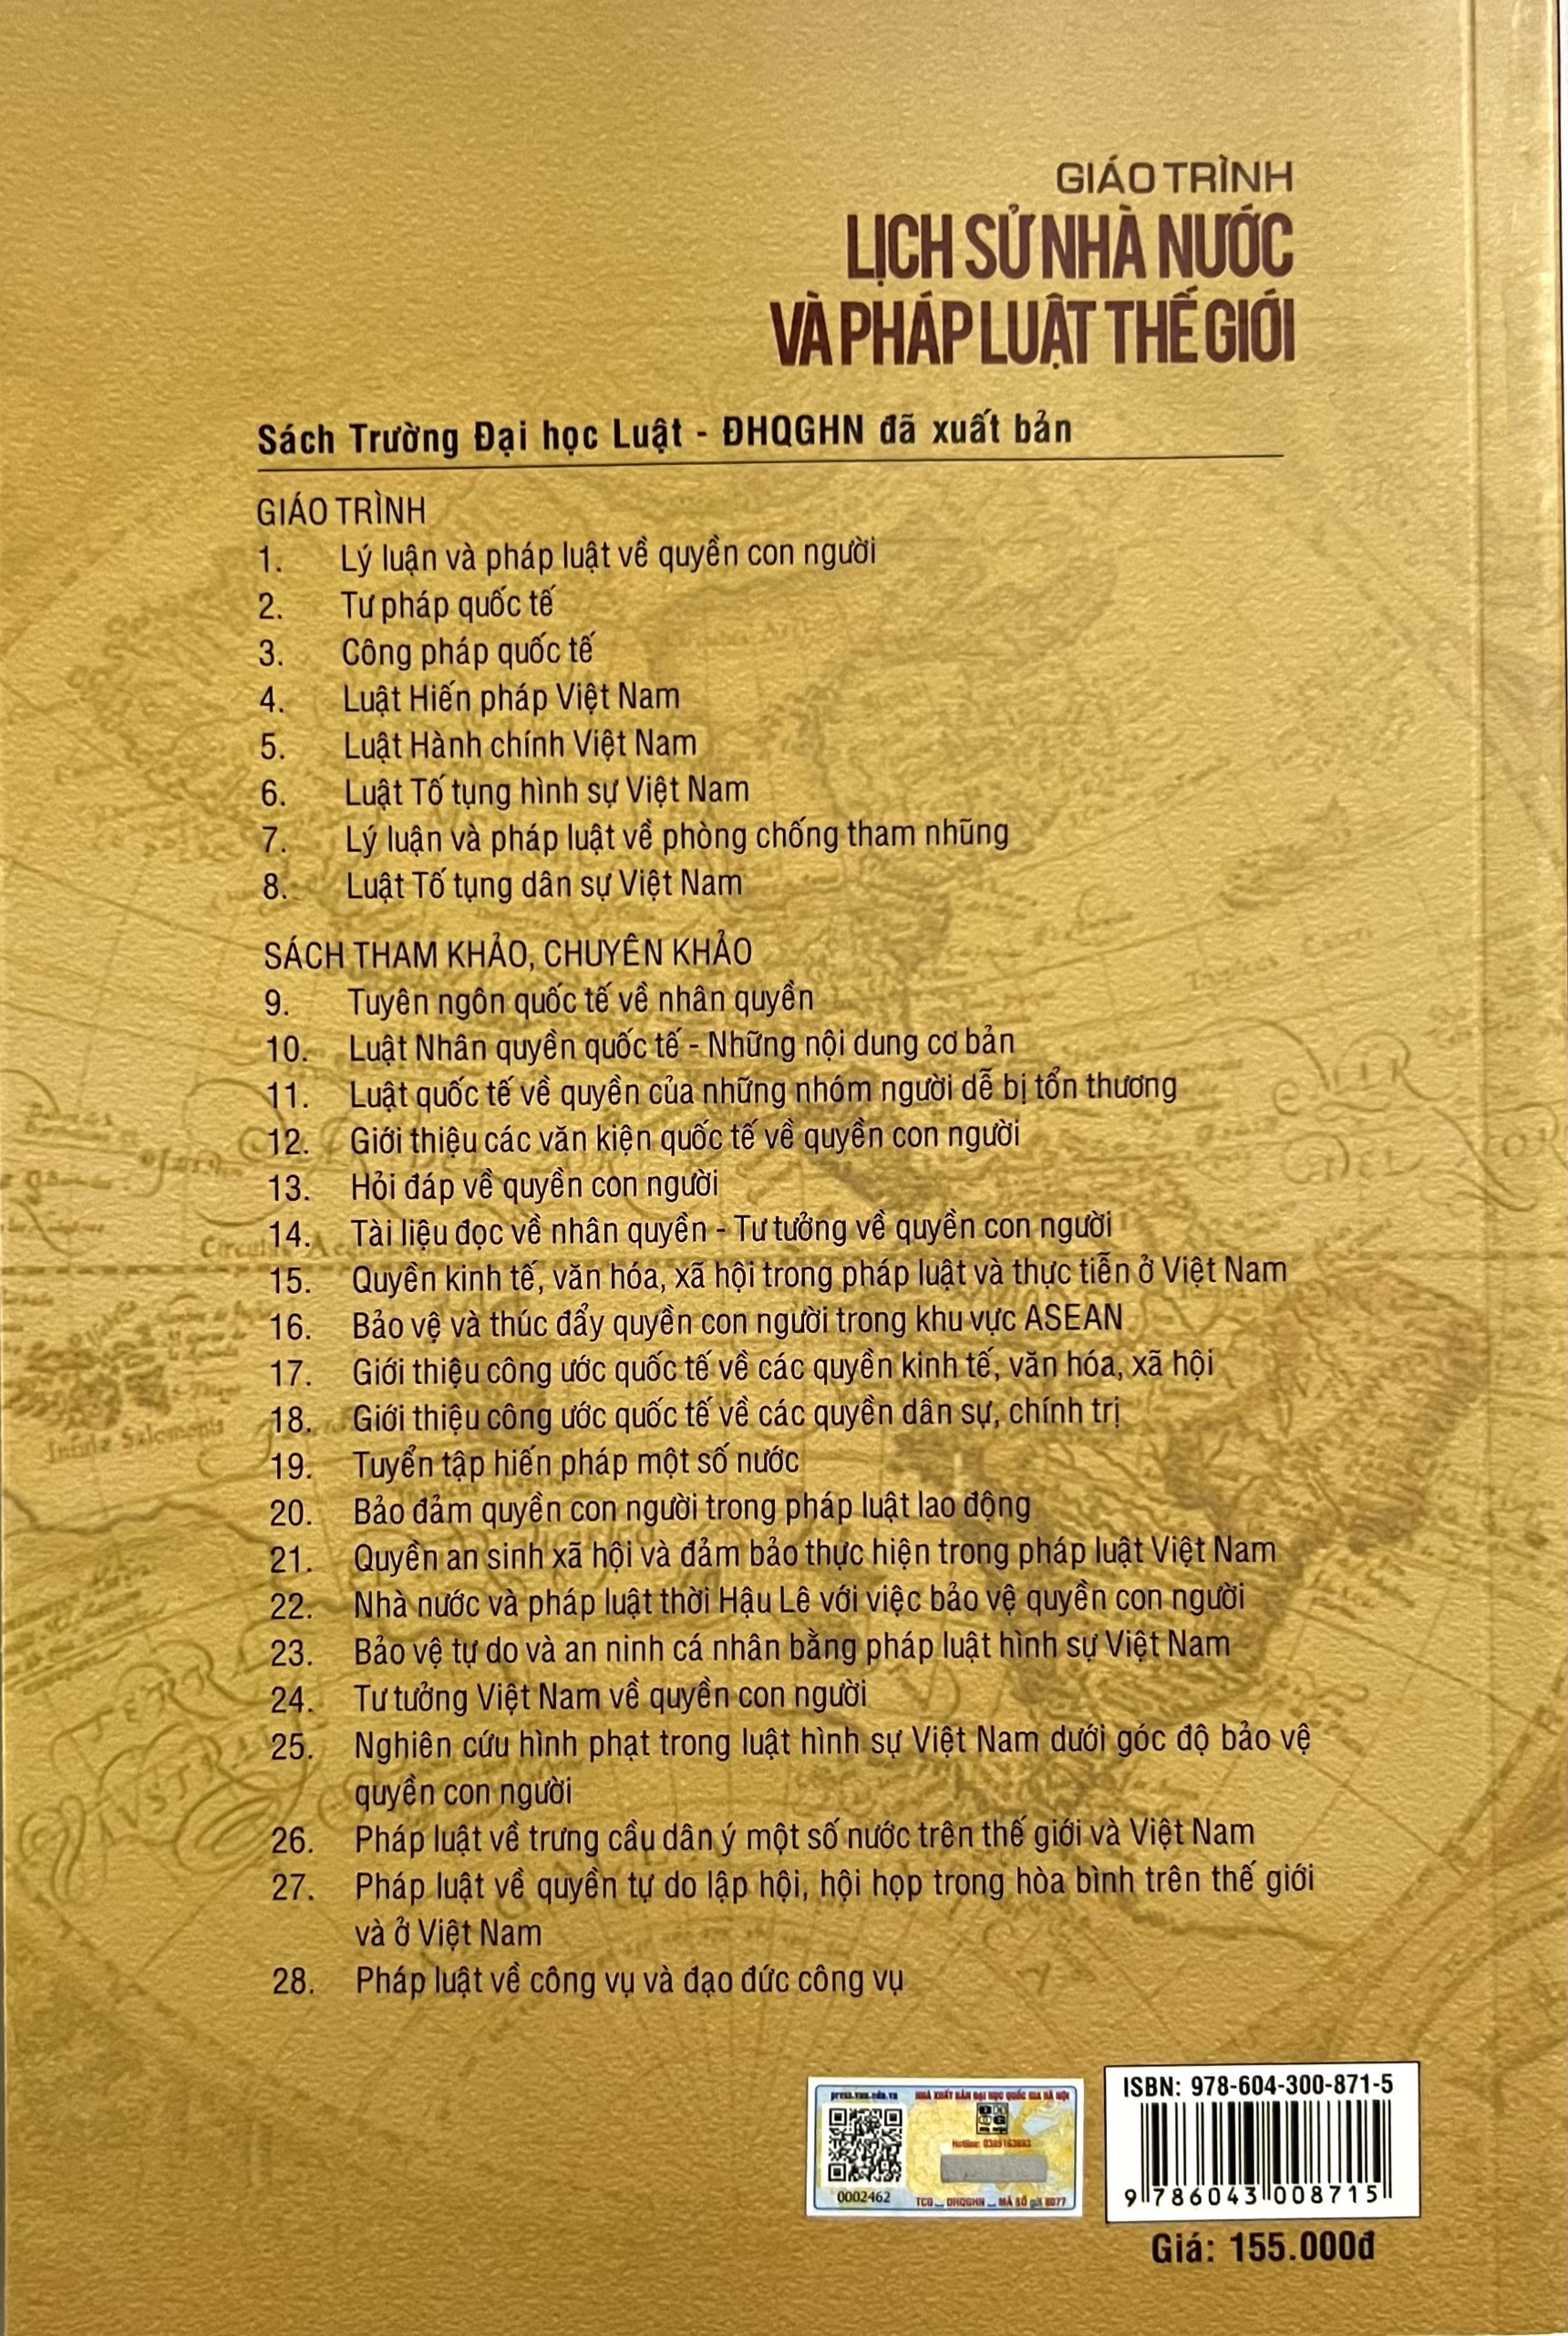 GIÁO TRÌNH
LỊCH SỬ NHÀ NƯỚC
VÀ PHÁP LUẬT THẾ GIỚI
Sách Trường Đại học Luật - ĐHQGHN đã xuất bản
GIÁO TRÌNH
1. Lý luận và pháp luật về quyền con người
2. Tư pháp quốc tế
3. Công pháp quốc tế
4. Luật Hiến pháp Việt Nam
5. Luật Hành chính Việt Nam
6. Luật Tố tụng hình sự Việt Nam
7. Lý luận và pháp luật về phòng chống tham nhũng
8. Luật Tố tụng dân sự Việt Nam
SÁCH THAM KHẢO, CHUYÊN KHẢO
9. Tuyên ngôn quốc tế về nhân quyền
10. Luật Nhân quyền quốc tế - Những nội dung cơ bản
11. Luật quốc tế về quyền của những nhóm người dễ bị tổn thương
12. Giới thiệu các văn kiện quốc tế về quyền con người
13. Hỏi đáp về quyền con người
14. Tài liệu đọc về nhân quyền - Tư tưởng về quyền con người
15. Quyền kinh tế, văn hóa, xã hội trong pháp luật và thực tiễn ở Việt Nam
16. Bảo vệ và thúc đẩy quyền con người trong khu vực ASEAN
17. Giới thiệu công ước quốc tế về các quyền kinh tế, văn hóa, xã hội
18. Giới thiệu công ước quốc tế về các quyền dân sự, chính trị
19. Tuyển tập hiến pháp một số nước
20. Bảo đảm quyền con người trong pháp luật lao động
21. Quyền an sinh xã hội và đảm bảo thực hiện trong pháp luật Việt Nam
22. Nhà nước và pháp luật thời Hậu Lê với việc bảo vệ quyền con người
23. Bảo vệ tự do và an ninh cá nhân bằng pháp luật hình sự Việt Nam
24. Tư tưởng Việt Nam về quyền con người
25. Nghiên cứu hình phạt trong luật hình sự Việt Nam dưới góc độ bảo vệ
quyền con người
26. Pháp luật về trưng cầu dân ý một số nước trên thế giới và Việt Nam
27. Pháp luật về quyền tự do lập hội, hội họp trong hòa bình trên thế giới
và ở Việt Nam
28. Pháp luật về công vụ và đạo đức công vụ
press.vnu.edu.vn
NHÀ XUẤT BẢN ĐẠI HỌC QUỐC GIA HÀ NỘI
0002462
ISBN: 978-604-300-871-5
9 786043 008715
Giá: 155.000đ